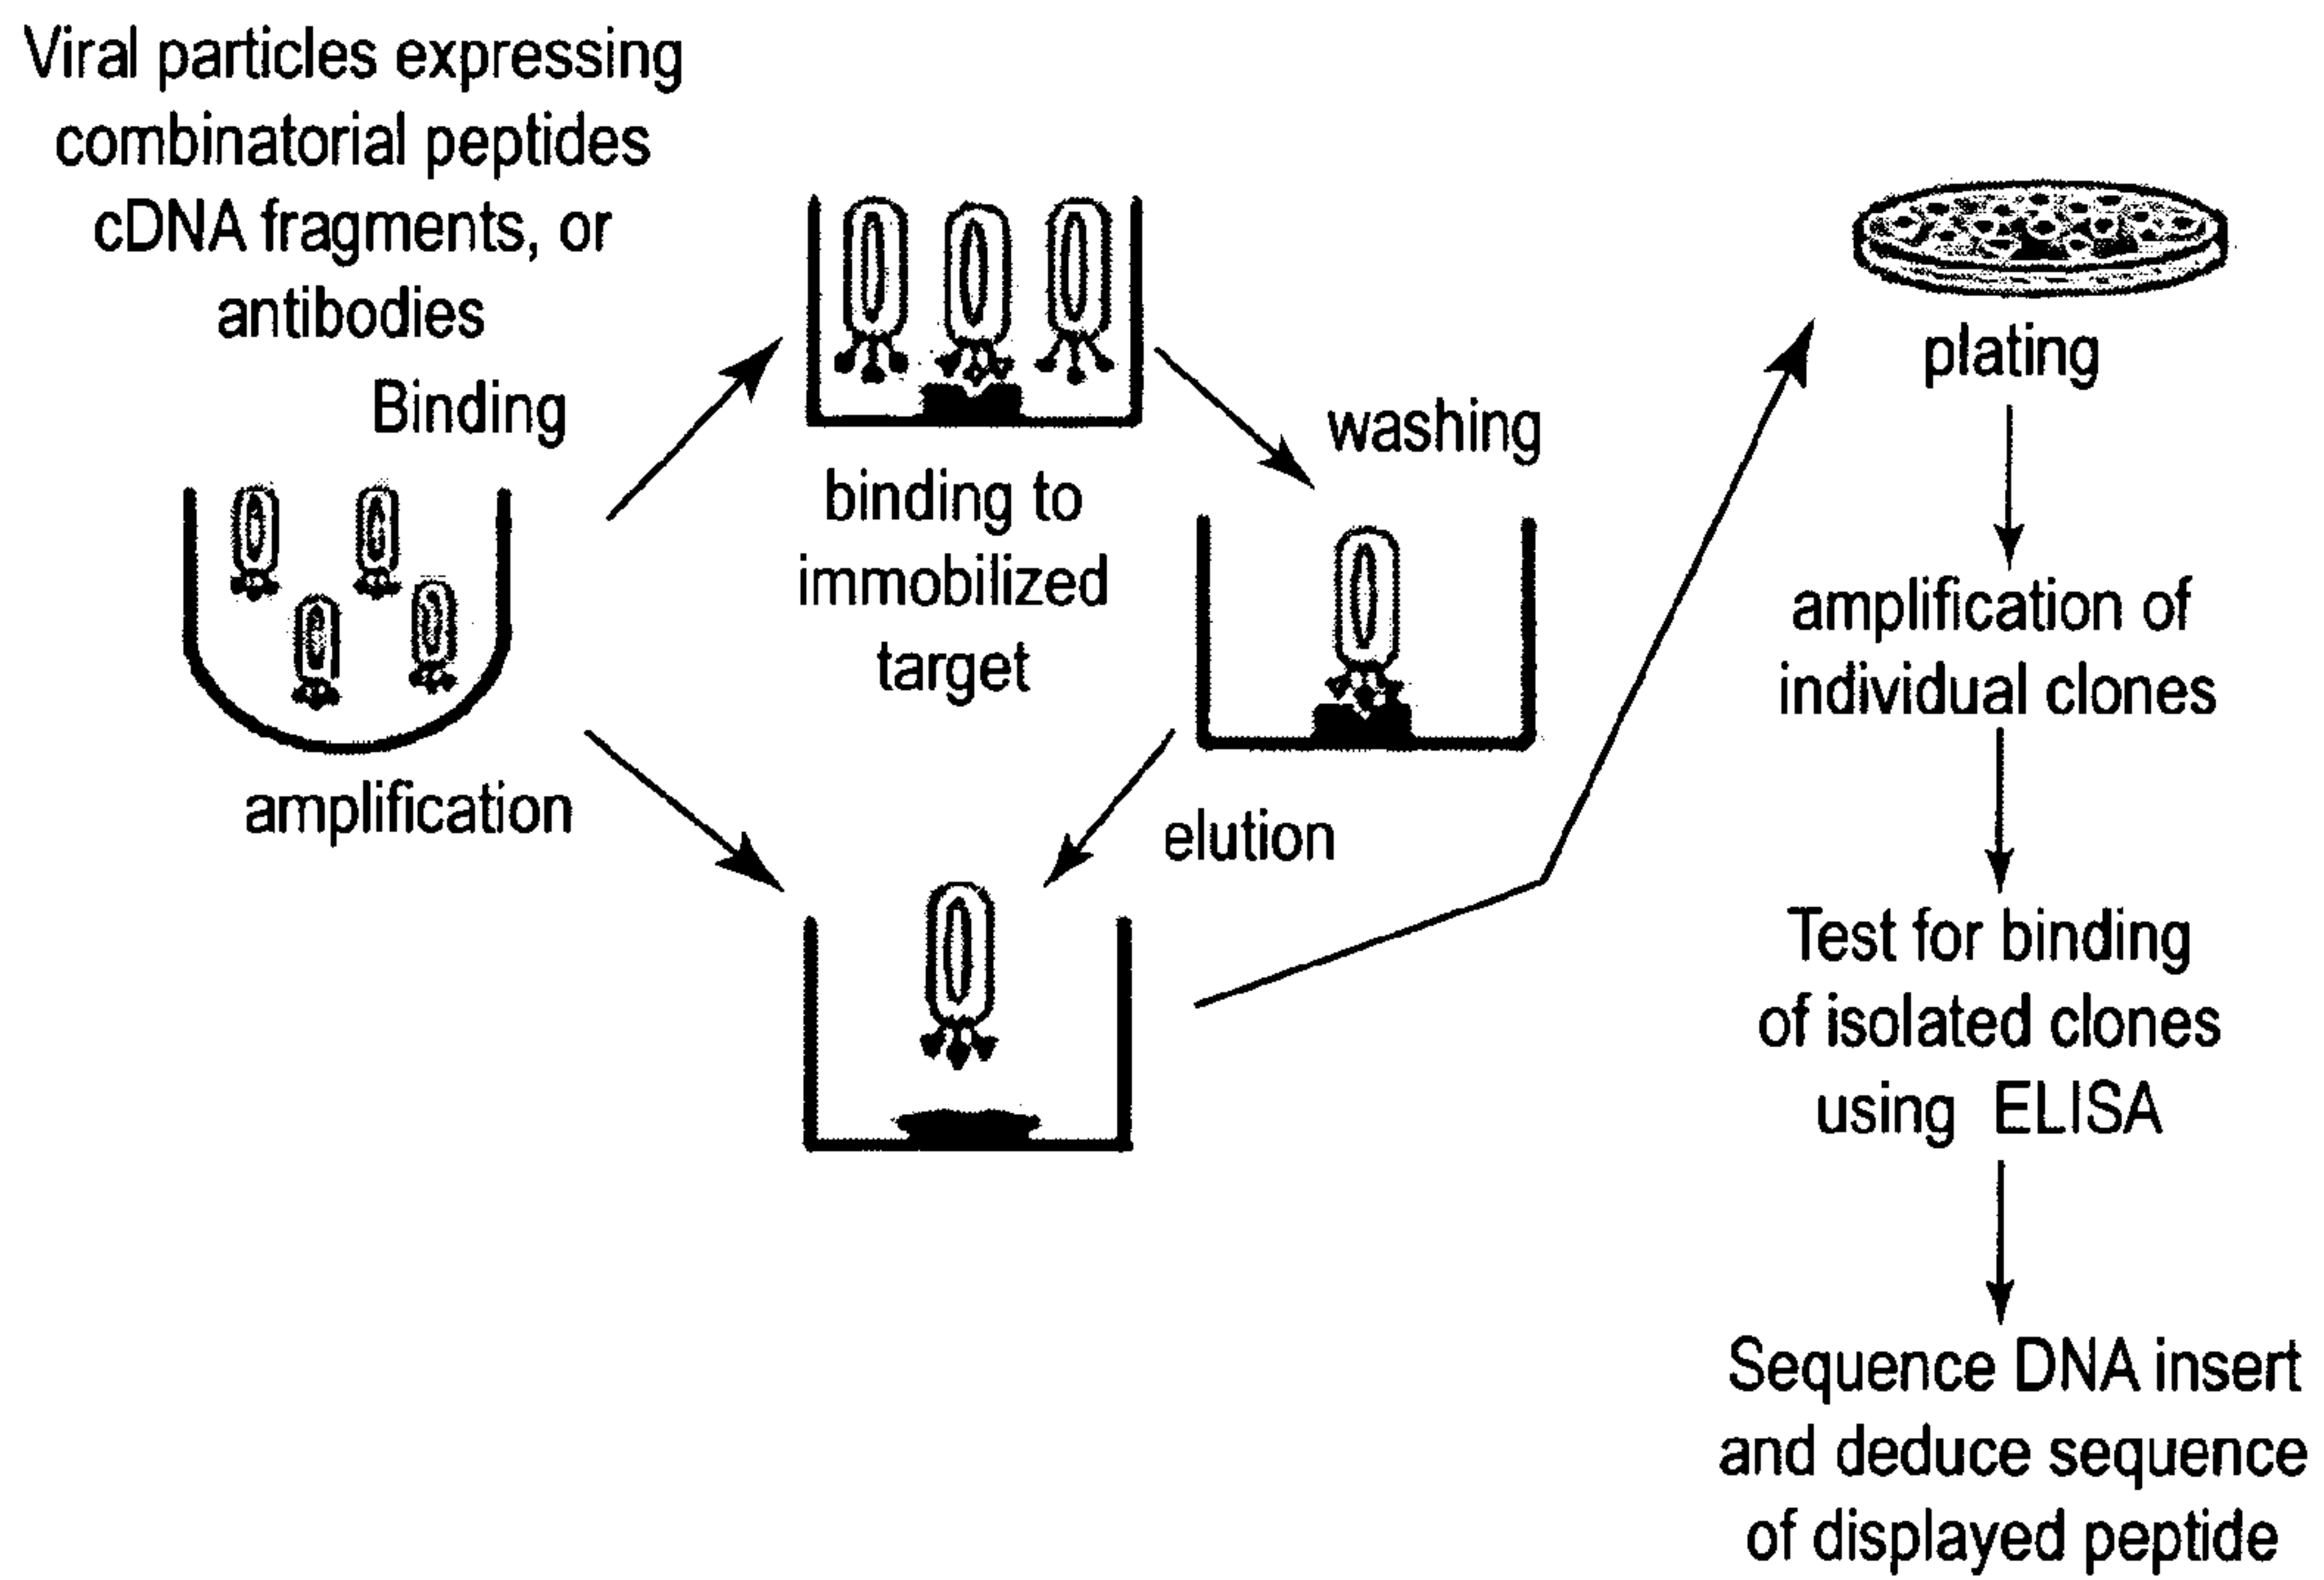 Viral particles expressing
combinatorial peptides
cDNA fragments, or
antibodies
Binding
amplification
binding to
immobilized
target
washing
elution
plating
amplification of
individual clones
Test for binding
of isolated clones
using ELISA
Sequence DNA insert
and deduce sequence
of displayed peptide